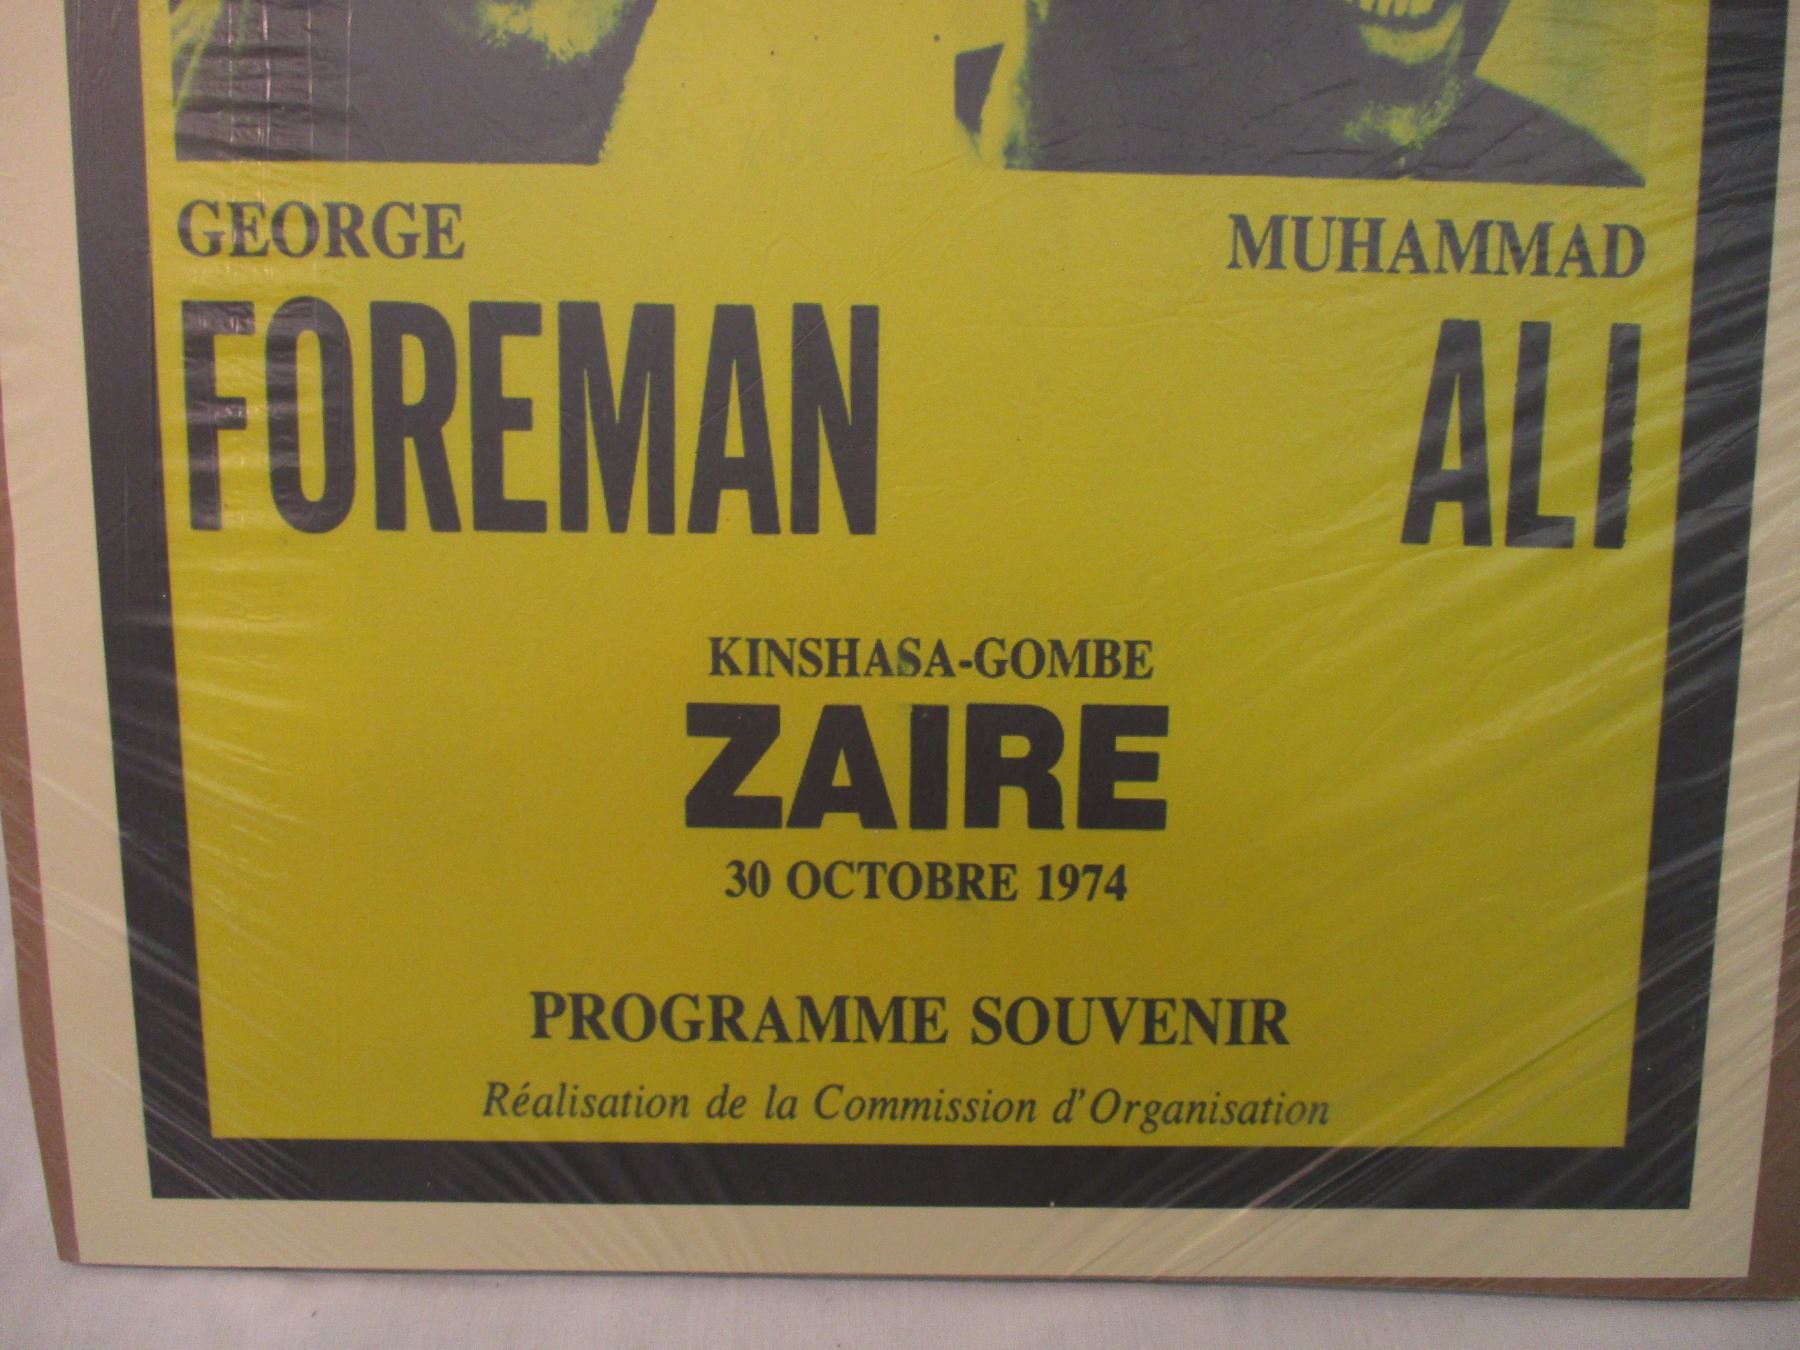 GEORGE
FOREMAN
MUHAMMAD
ALI
KINSHASA-GOMBE
ZAIRE
30 OCTOBRE 1974
PROGRAMME SOUVENIR
Réalisation de la Commission d'Organisation